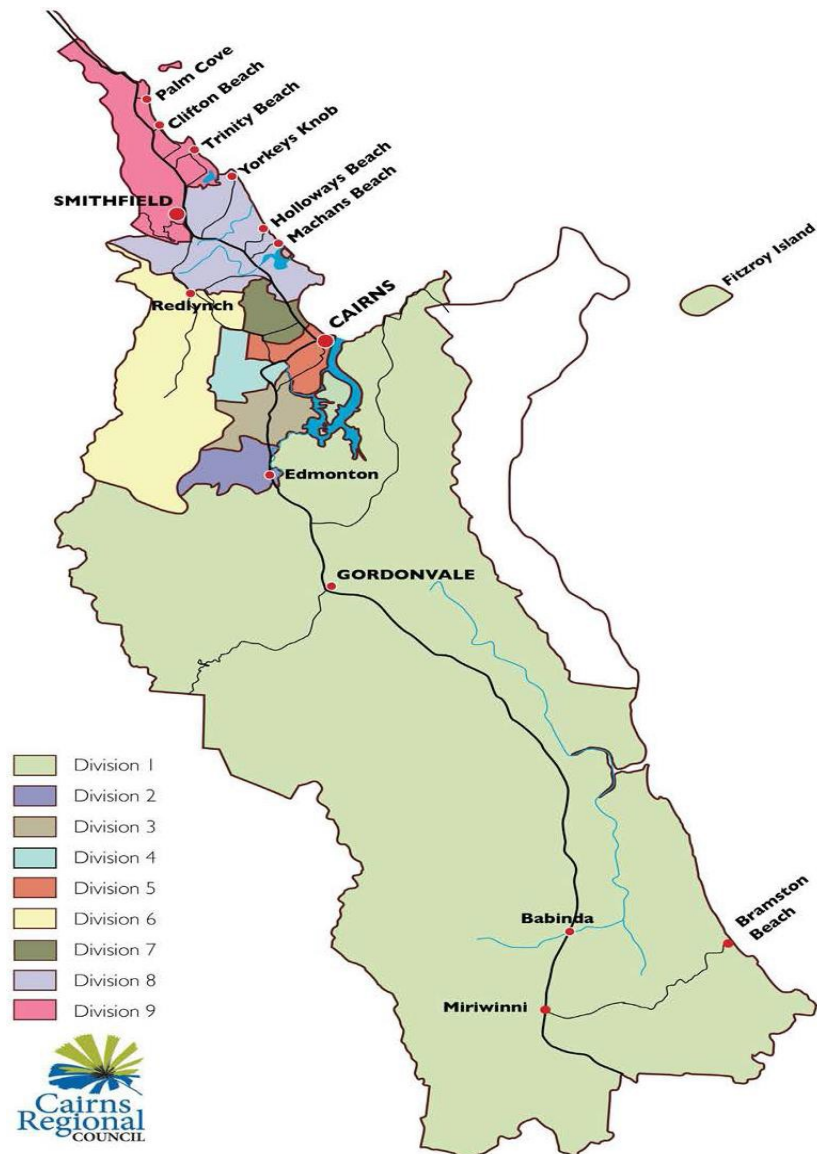 Palm Cove
Clifton Beach
Trinity Beach
Yorkeys Knob
SMITHFIELD
Holloways Beach
Machans Beach
Fitzroy Island
Redlynch
CAIRNS
Edmonton
GORDONVALE
Division 1
Division 2
Division 3
Division 4
Division 5
Division 6
Division 7
Division 8
Division 9
Babinda
Bramston
Beach
Miriwinni
Cairns
Regional
COUNCIL